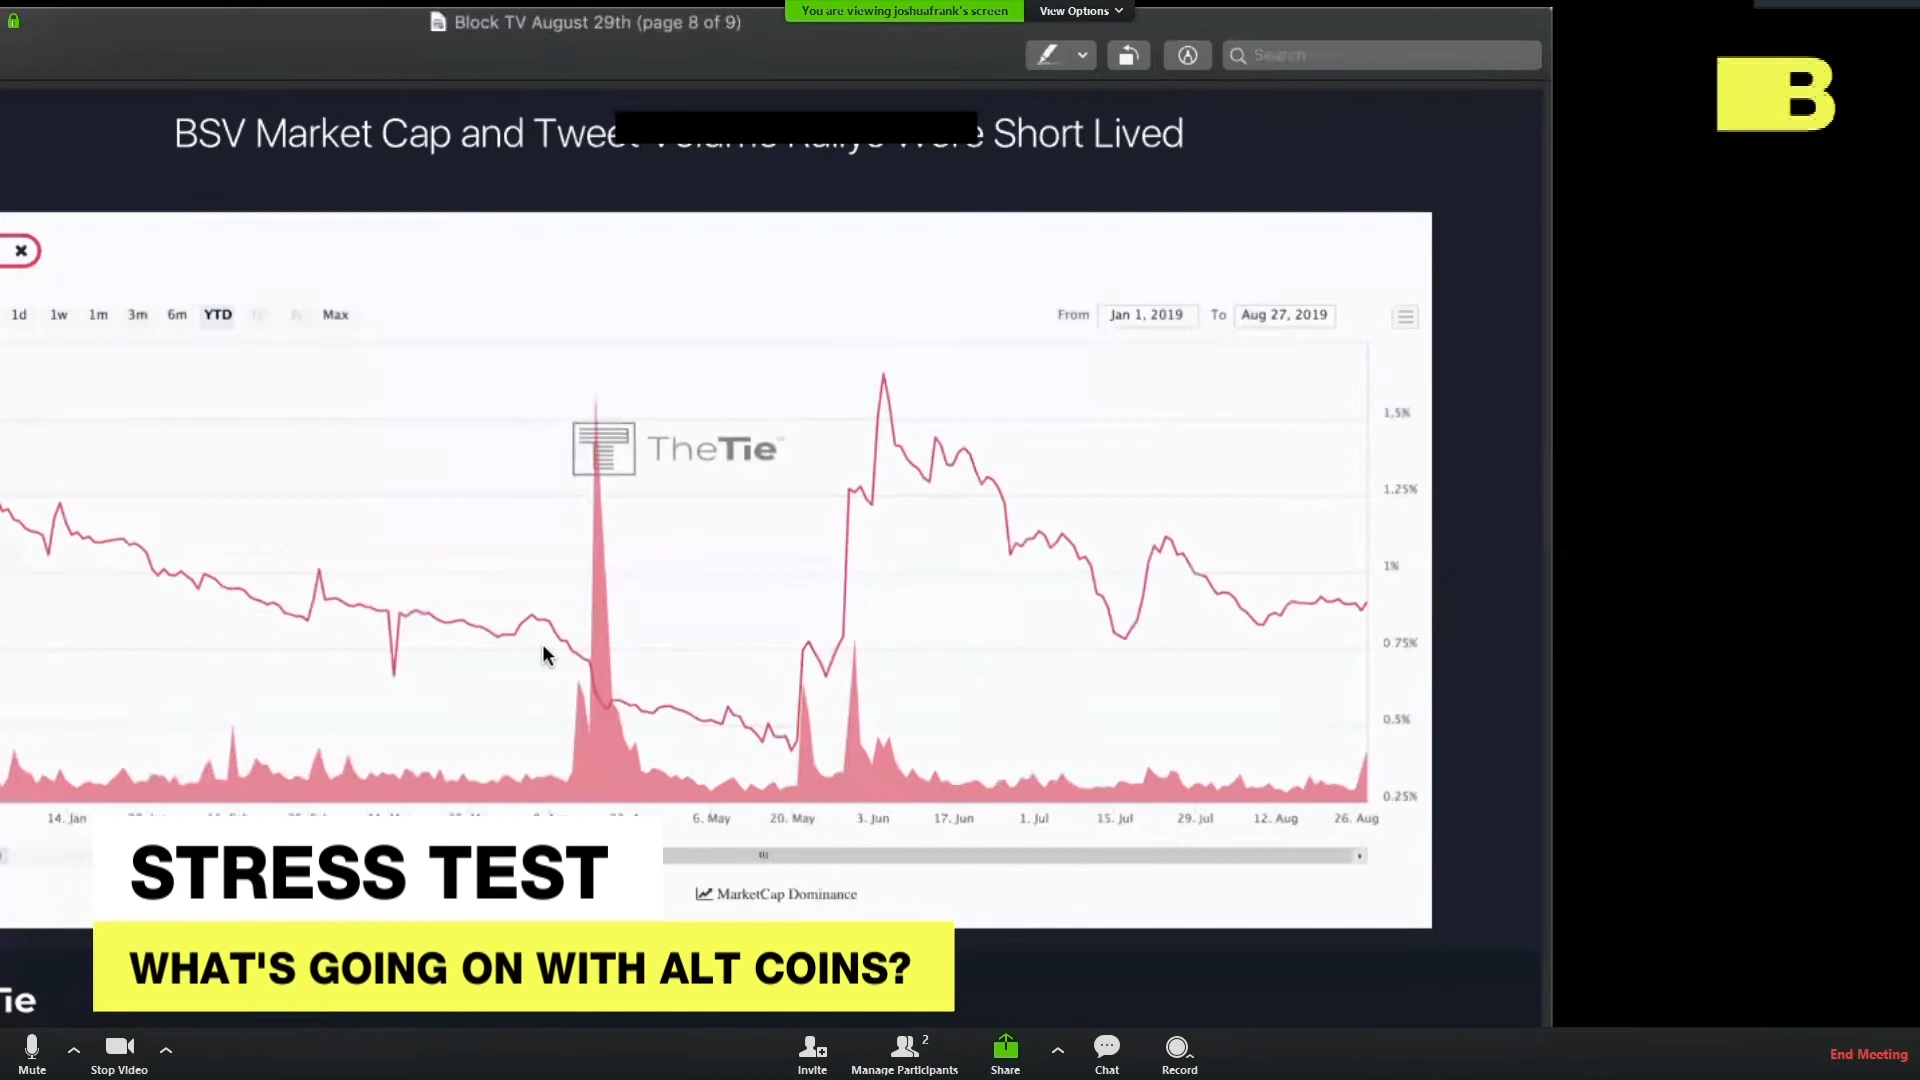 Block TV August 29th (page 8 of 9)
You are viewing joshuafrank's screen
View Options
Search
B
BSV Market Cap and Tweet Short Lived
1d 1w 1m 3m 6m YTD Max
From Jan 1, 2019 To Aug 27, 2019
1,5%
TheTie
1.25%
1%
0.75%
0.5%
0.25%
14. Jan 6. May 20. May 3. Jun 17. Jun 1. Jul 15. Jul 29. Jul 12. Aug 26. Aug
STRESS TEST
MarketCap Dominance
WHAT'S GOING ON WITH ALT COINS?
Tie
Mute Stop Video Invite Manage Participants 2 Share Chat Record End Meeting